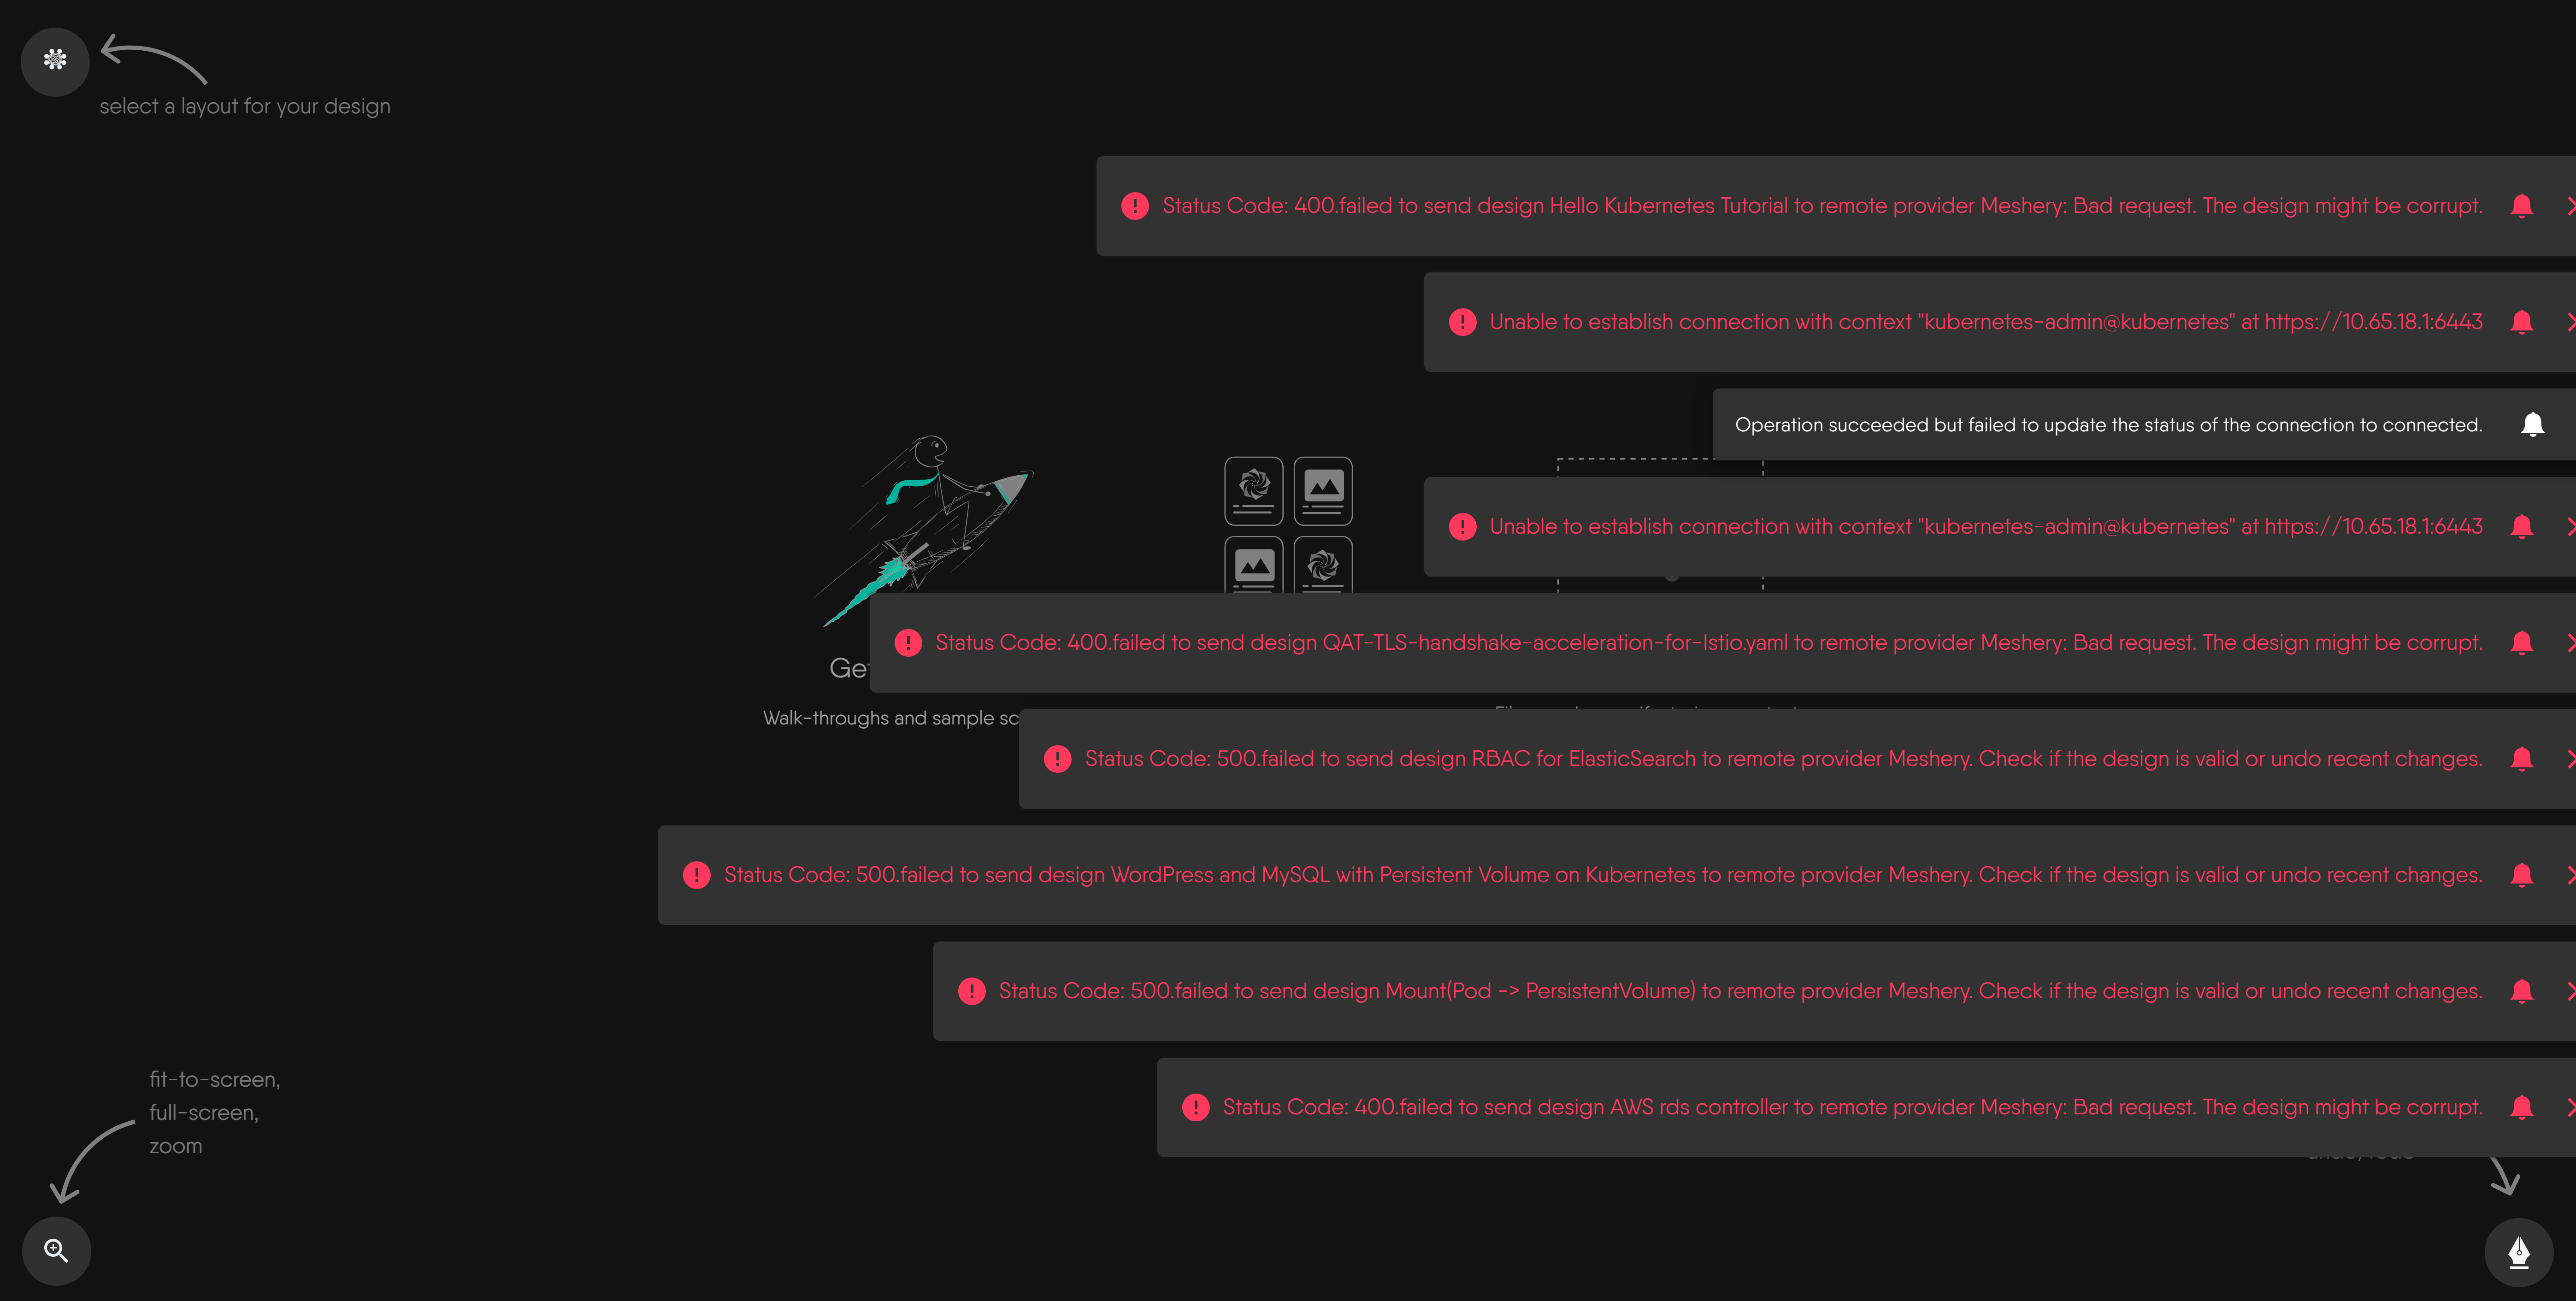 select a layout for your design
Status Code: 400.failed to send design Hello Kubernetes Tutorial to remote provider Meshery: Bad request. The design might be corrupt.
Unable to establish connection with context "kubernetes-admin@kubernetes" at https://10.65.18.1:6443
Operation succeeded but failed to update the status of the connection to connected.
Unable to establish connection with context "kubernetes-admin@kubernetes" at https://10.65.18.1:6443
Status Code: 400.failed to send design QAT-TLS-handshake-acceleration-for-Istio.yaml to remote provider Meshery: Bad request. The design might be corrupt.
Walk-throughs and sample
Status Code: 500.failed to send design RBAC for ElasticSearch to remote provider Meshery. Check if the design is valid or undo recent changes.
Status Code: 500.failed to send design WordPress and MySQL with Persistent Volume on Kubernetes to remote provider Meshery. Check if the design is valid or undo recent changes.
Status Code: 500.failed to send design Mount(Pod -> PersistentVolume) to remote provider Meshery. Check if the design is valid or undo recent changes.
Status Code: 400.failed to send design AWS rds controller to remote provider Meshery: Bad request. The design might be corrupt.
fit-to-screen,
full-screen,
zoom